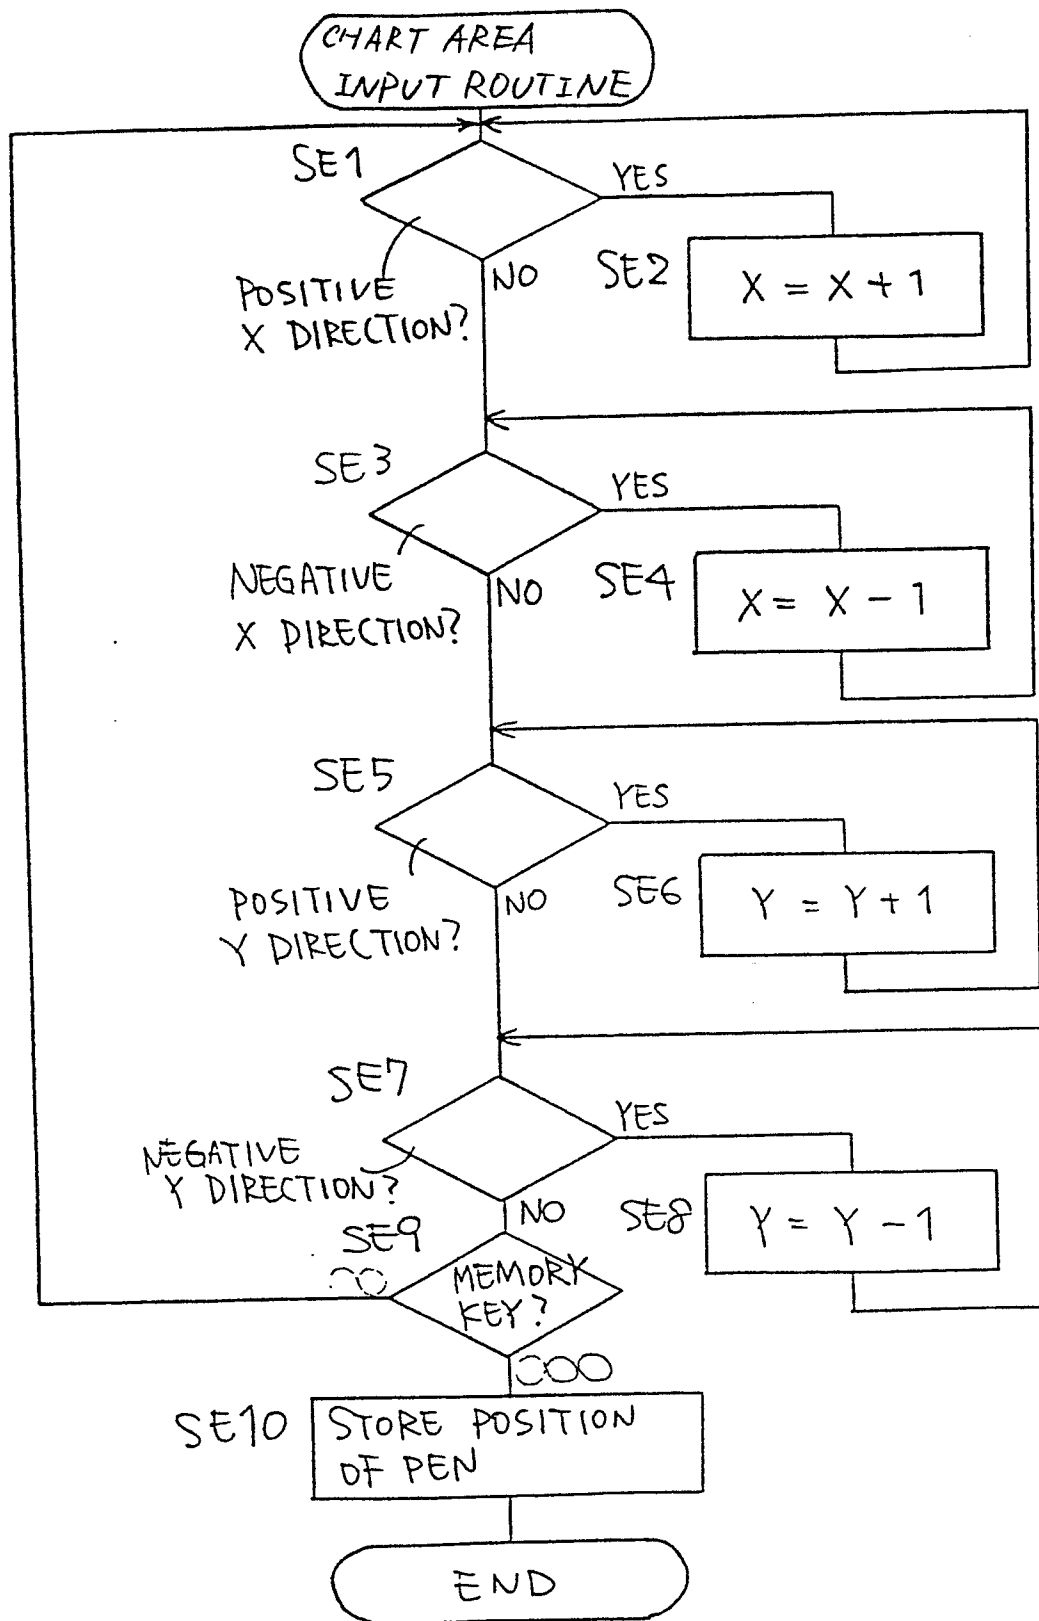 CHART AREA
INPUT ROUTINE
SE1
YES
POSITIVE
X DIRECTION?
NO
SE2
X = X + 1
SE3
YES
NEGATIVE
X DIRECTION?
NO
SE4
X = X - 1
SE5
YES
POSITIVE
Y DIRECTION?
NO
SE6
Y = Y + 1
SE7
YES
NEGATIVE
Y DIRECTION?
NO
SE8
Y = Y - 1
SE9
MEMORY
KEY?
SE10
STORE POSITION
OF PEN
END